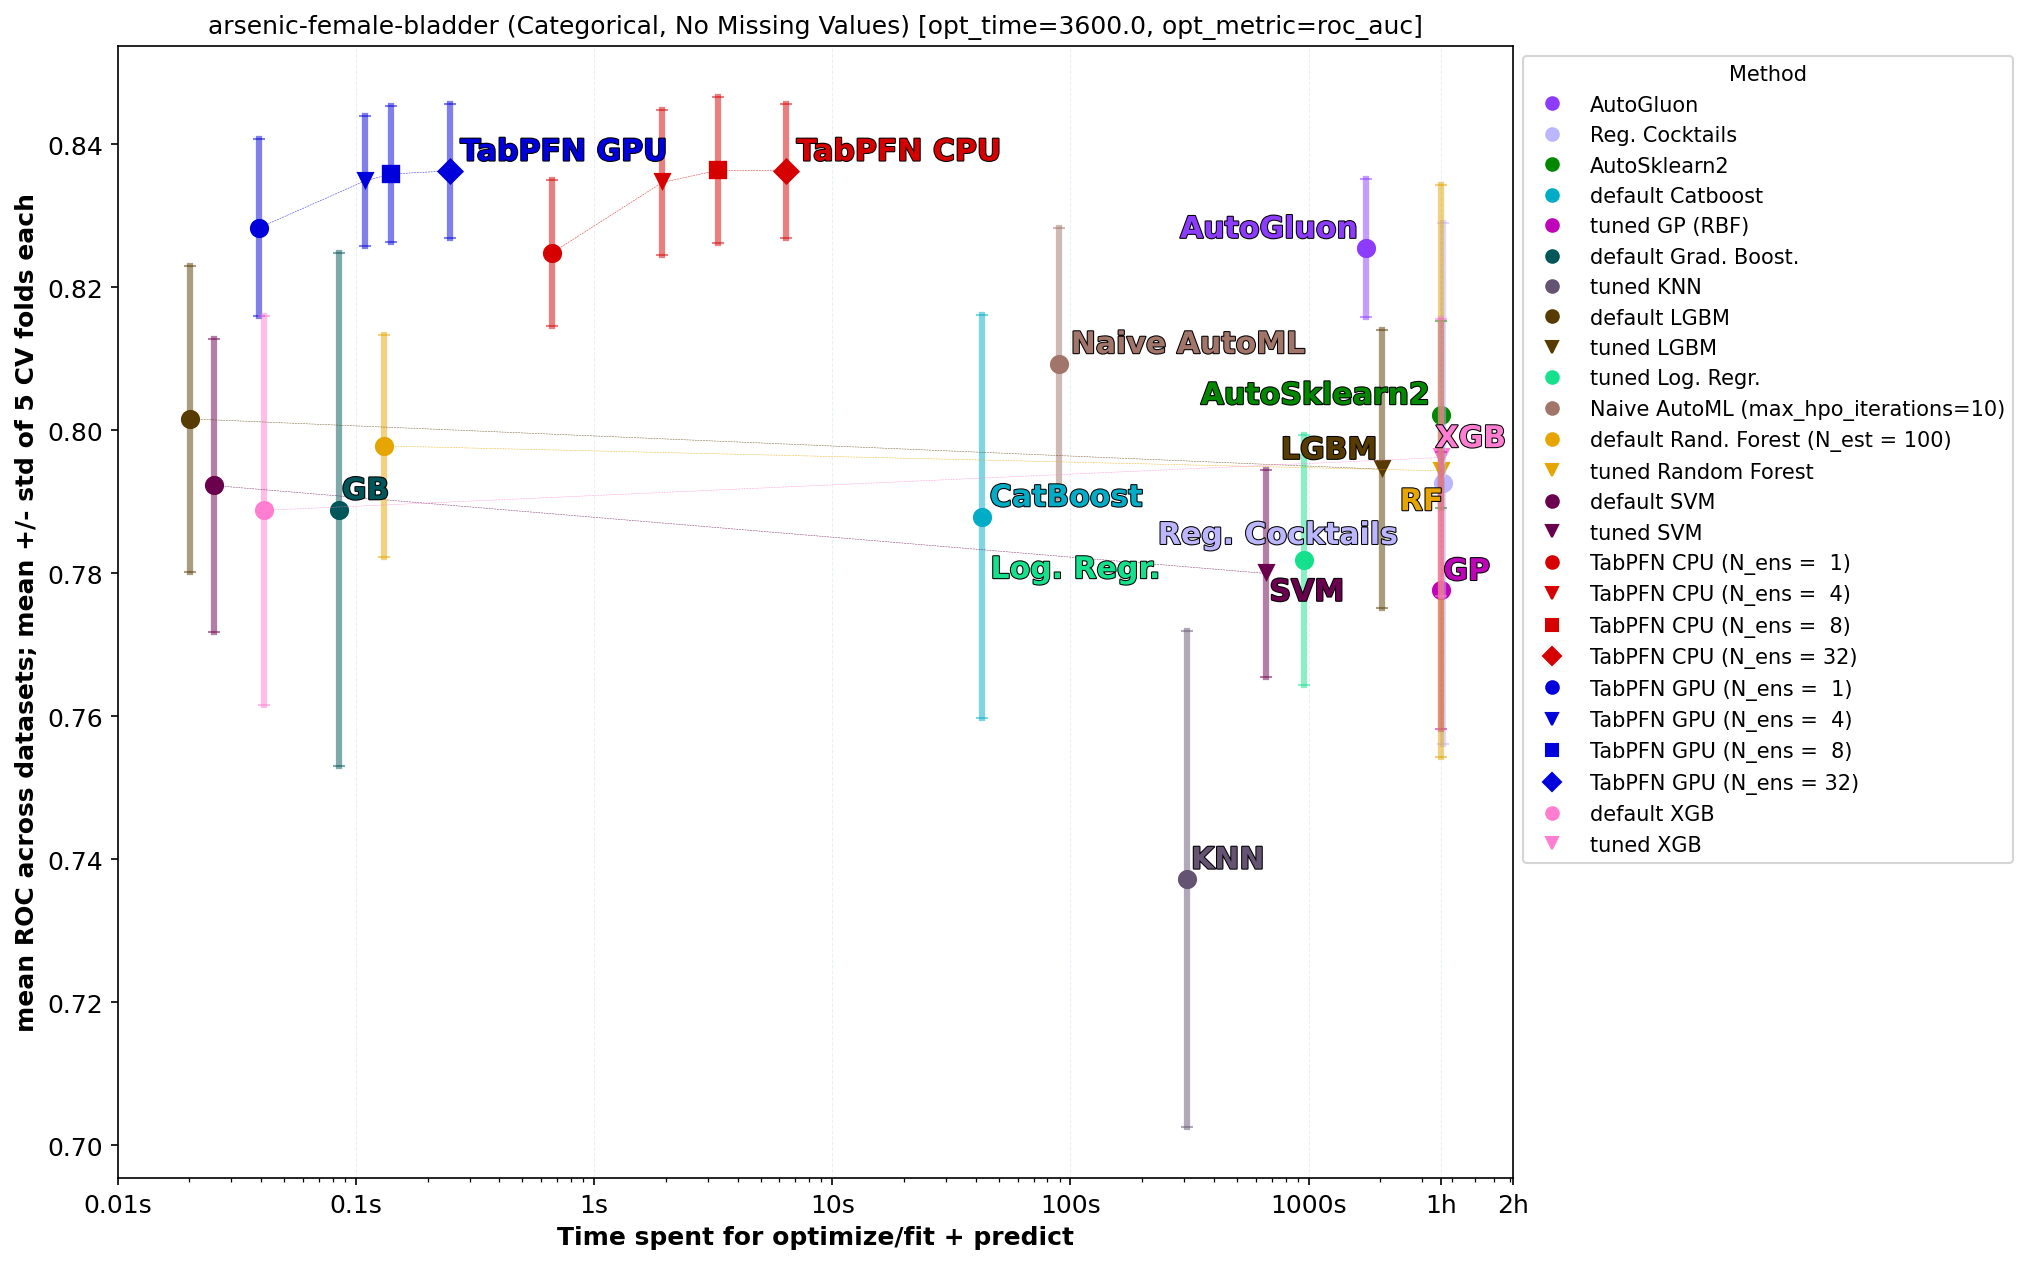 arsenic-female-bladder (Categorical, No Missing Values) [opt_time=3600.0, opt_metric=roc_auc]
mean ROC across datasets; mean +/- std of 5 CV folds each
0.84
0.82
0.80
0.78
0.76
0.74
0.72
0.70
TabPFN GPU
TabPFN CPU
AutoGluon
Naive AutoML
AutoSklearn2
XGB
LGBM
GB
CatBoost
RF
Reg. Cocktails
Log. Regr.
GP
SVM
KNN
0.01s
0.1s
1s
10s
100s
1000s
1h
2h
Time spent for optimize/fit + predict
Method
AutoGluon
Reg. Cocktails
AutoSklearn2
default Catboost
tuned GP (RBF)
default Grad. Boost.
tuned KNN
default LGBM
tuned LGBM
tuned Log. Regr.
Naive AutoML (max_hpo_iterations=10)
default Rand. Forest (N_est = 100)
tuned Random Forest
default SVM
tuned SVM
TabPFN CPU (N_ens =  1)
TabPFN CPU (N_ens =  4)
TabPFN CPU (N_ens =  8)
TabPFN CPU (N_ens = 32)
TabPFN GPU (N_ens =  1)
TabPFN GPU (N_ens =  4)
TabPFN GPU (N_ens =  8)
TabPFN GPU (N_ens = 32)
default XGB
tuned XGB